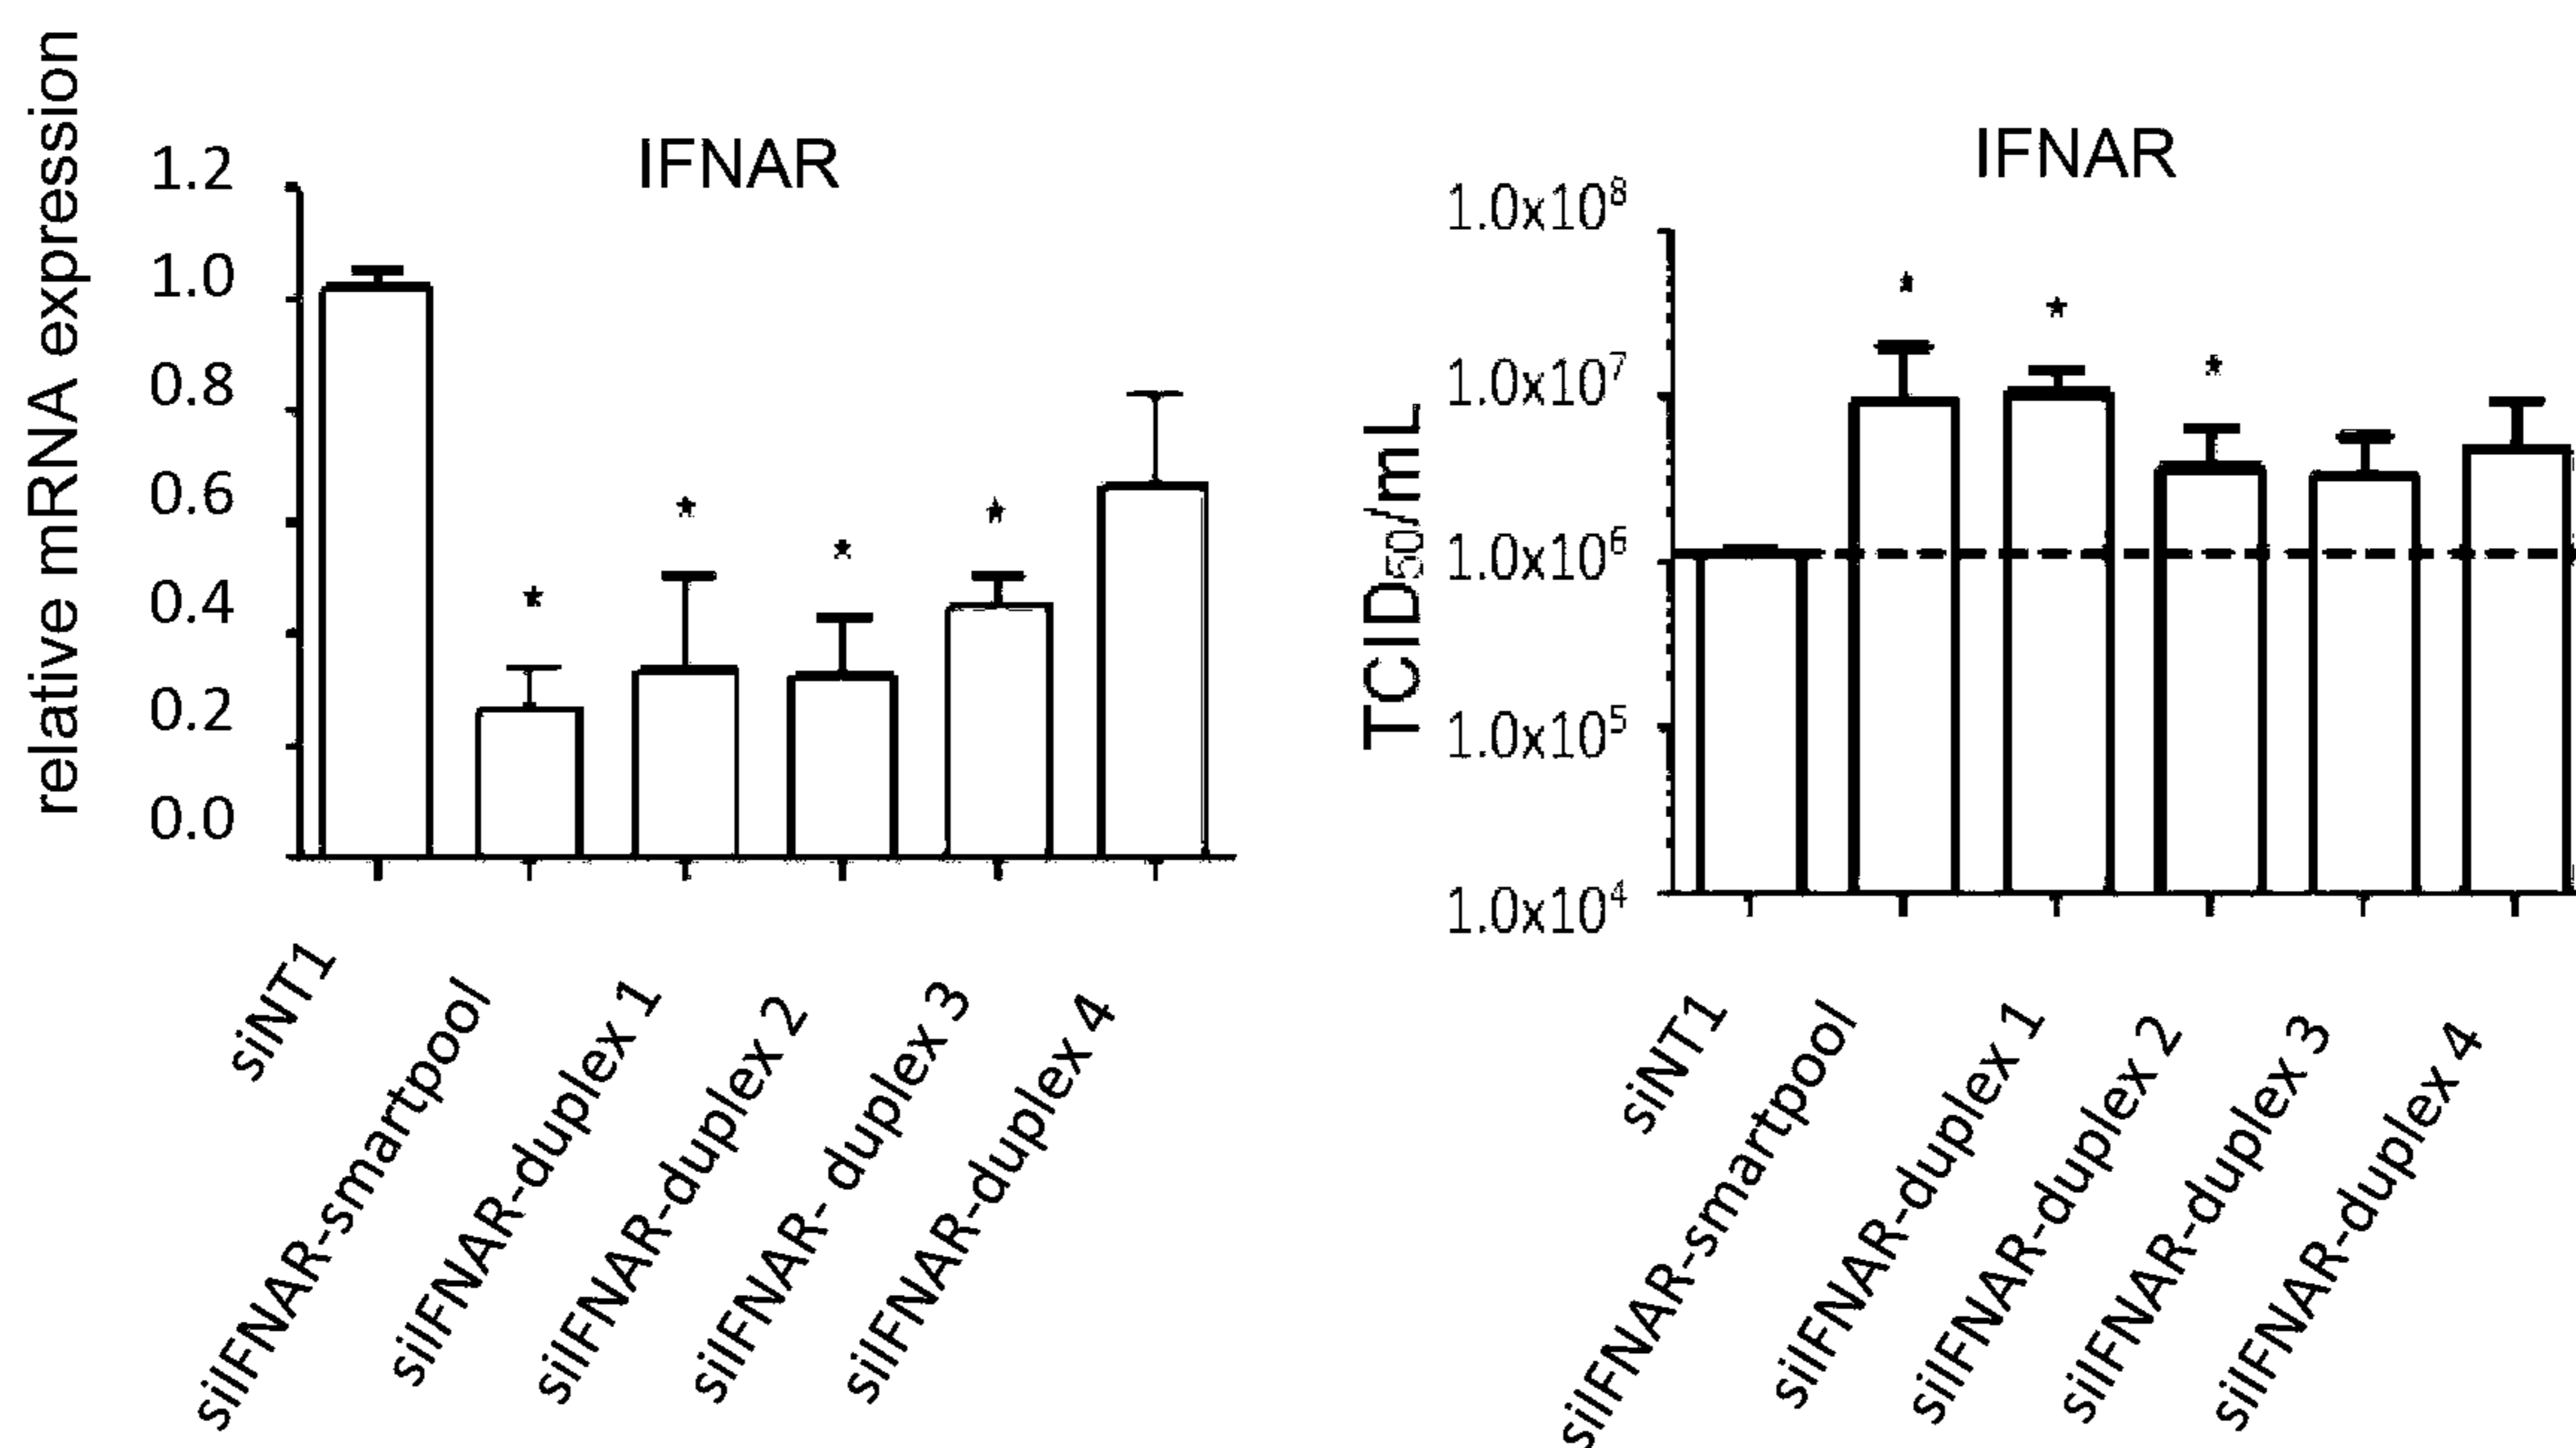 relative mRNA expression
IFNAR
1.2
1.0
0.8
0.6
0.4
0.2
0.0
*
*
*
*
siNT1
siIFNAR-smartpool
siIFNAR-duplex 1
siIFNAR-duplex 2
siIFNAR- duplex 3
siIFNAR-duplex 4
IFNAR
TCID₅₀/mL
1.0x10⁸
1.0x10⁷
1.0x10⁶
1.0x10⁵
1.0x10⁴
*
*
*
siNT1
siIFNAR-smartpool
siIFNAR-duplex 1
siIFNAR-duplex 2
siIFNAR-duplex 3
siIFNAR-duplex 4